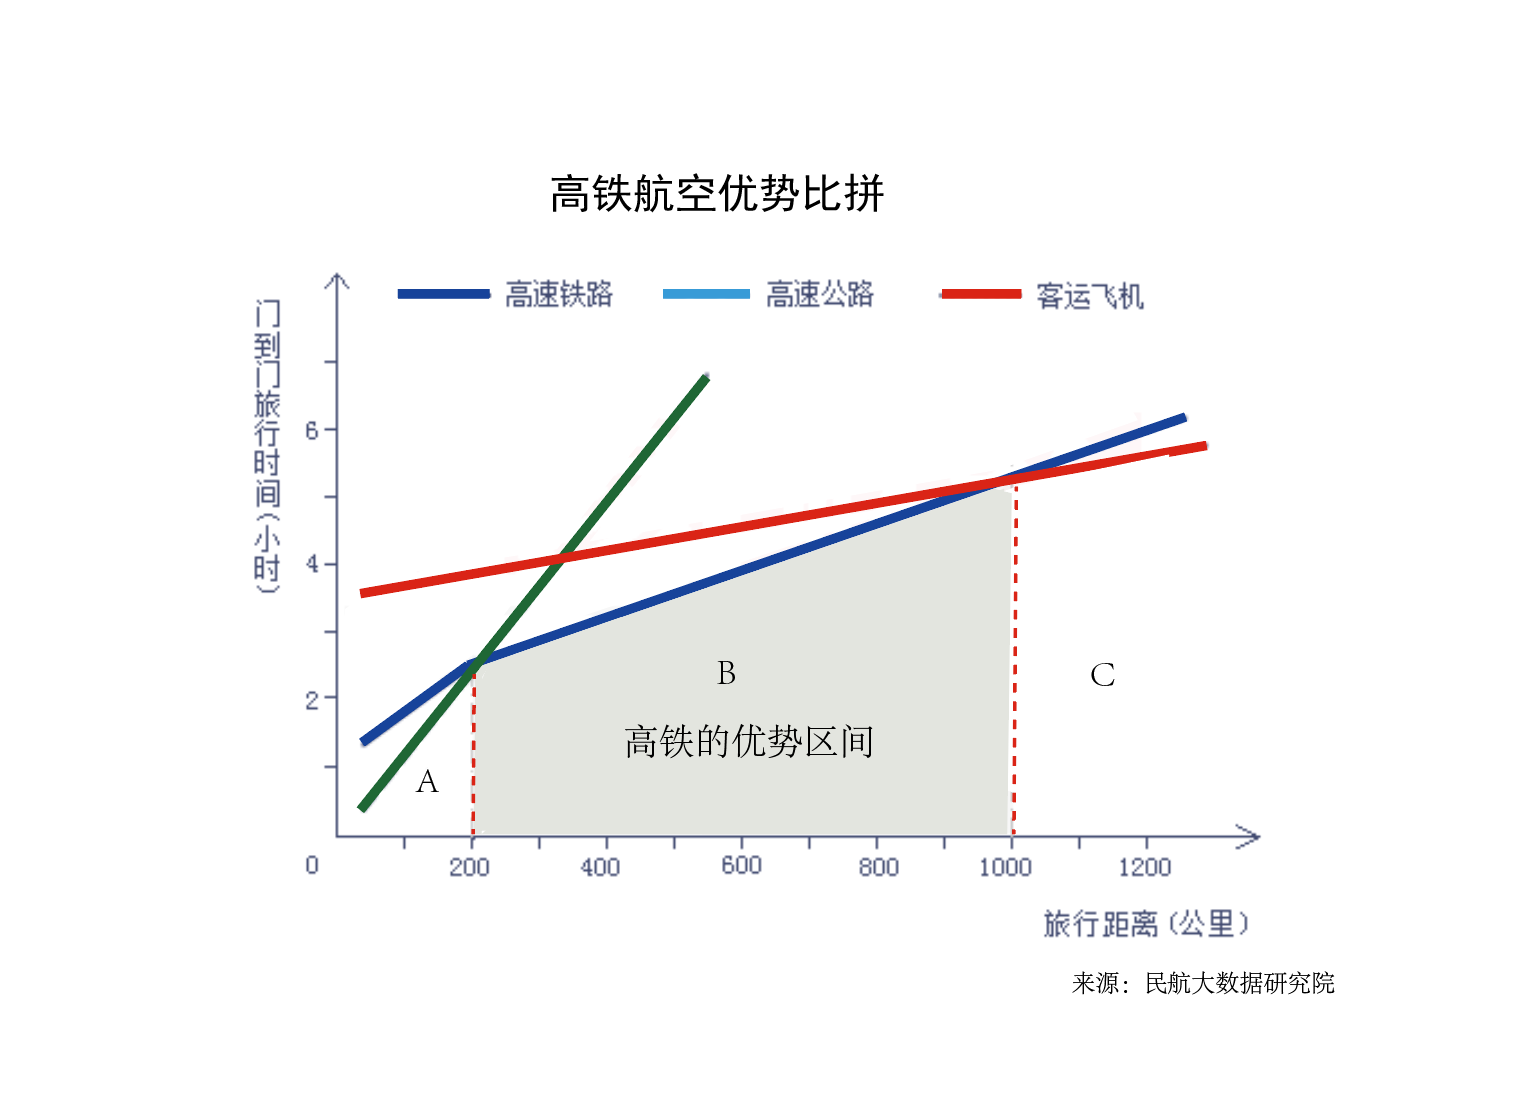 高铁航空优势比拼
高速铁路 高速公路 客运飞机
门到门旅行时间(小时)
6
4
2
A
B
高铁的优势区间
C
0 200 400 600 800 1000 1200
旅行距离(公里)
来源：民航大数据研究院